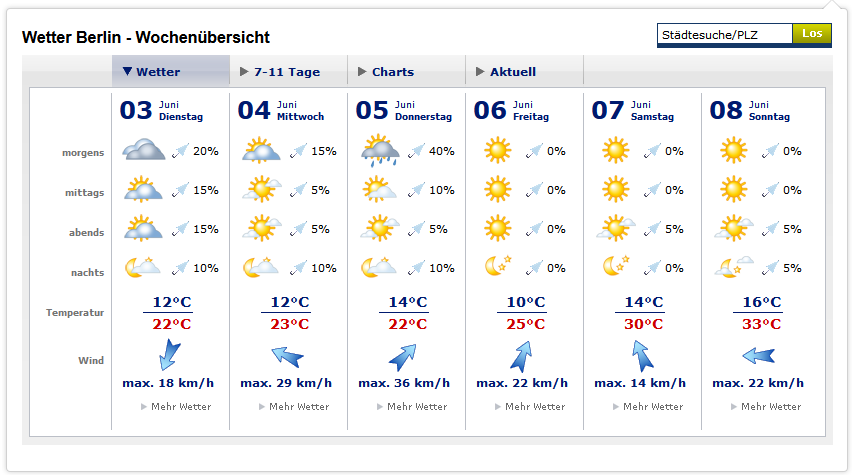 Wetter Berlin - Wochenübersicht
Städtesuche/PLZ Los
Wetter 7-11 Tage Charts Aktuell
03 Juni Dienstag 04 Juni Mittwoch 05 Juni Donnerstag 06 Juni Freitag 07 Juni Samstag 08 Juni Sonntag
morgens 20% 15% 40% 0% 0% 0%
mittags 15% 5% 10% 0% 0% 0%
abends 15% 5% 5% 0% 5% 5%
nachts 10% 10% 10% 0% 0% 5%
Temperatur 12°C 12°C 14°C 10°C 14°C 16°C
22°C 23°C 22°C 25°C 30°C 33°C
Wind
max. 18 km/h max. 29 km/h max. 36 km/h max. 22 km/h max. 14 km/h max. 22 km/h
Mehr Wetter Mehr Wetter Mehr Wetter Mehr Wetter Mehr Wetter Mehr Wetter